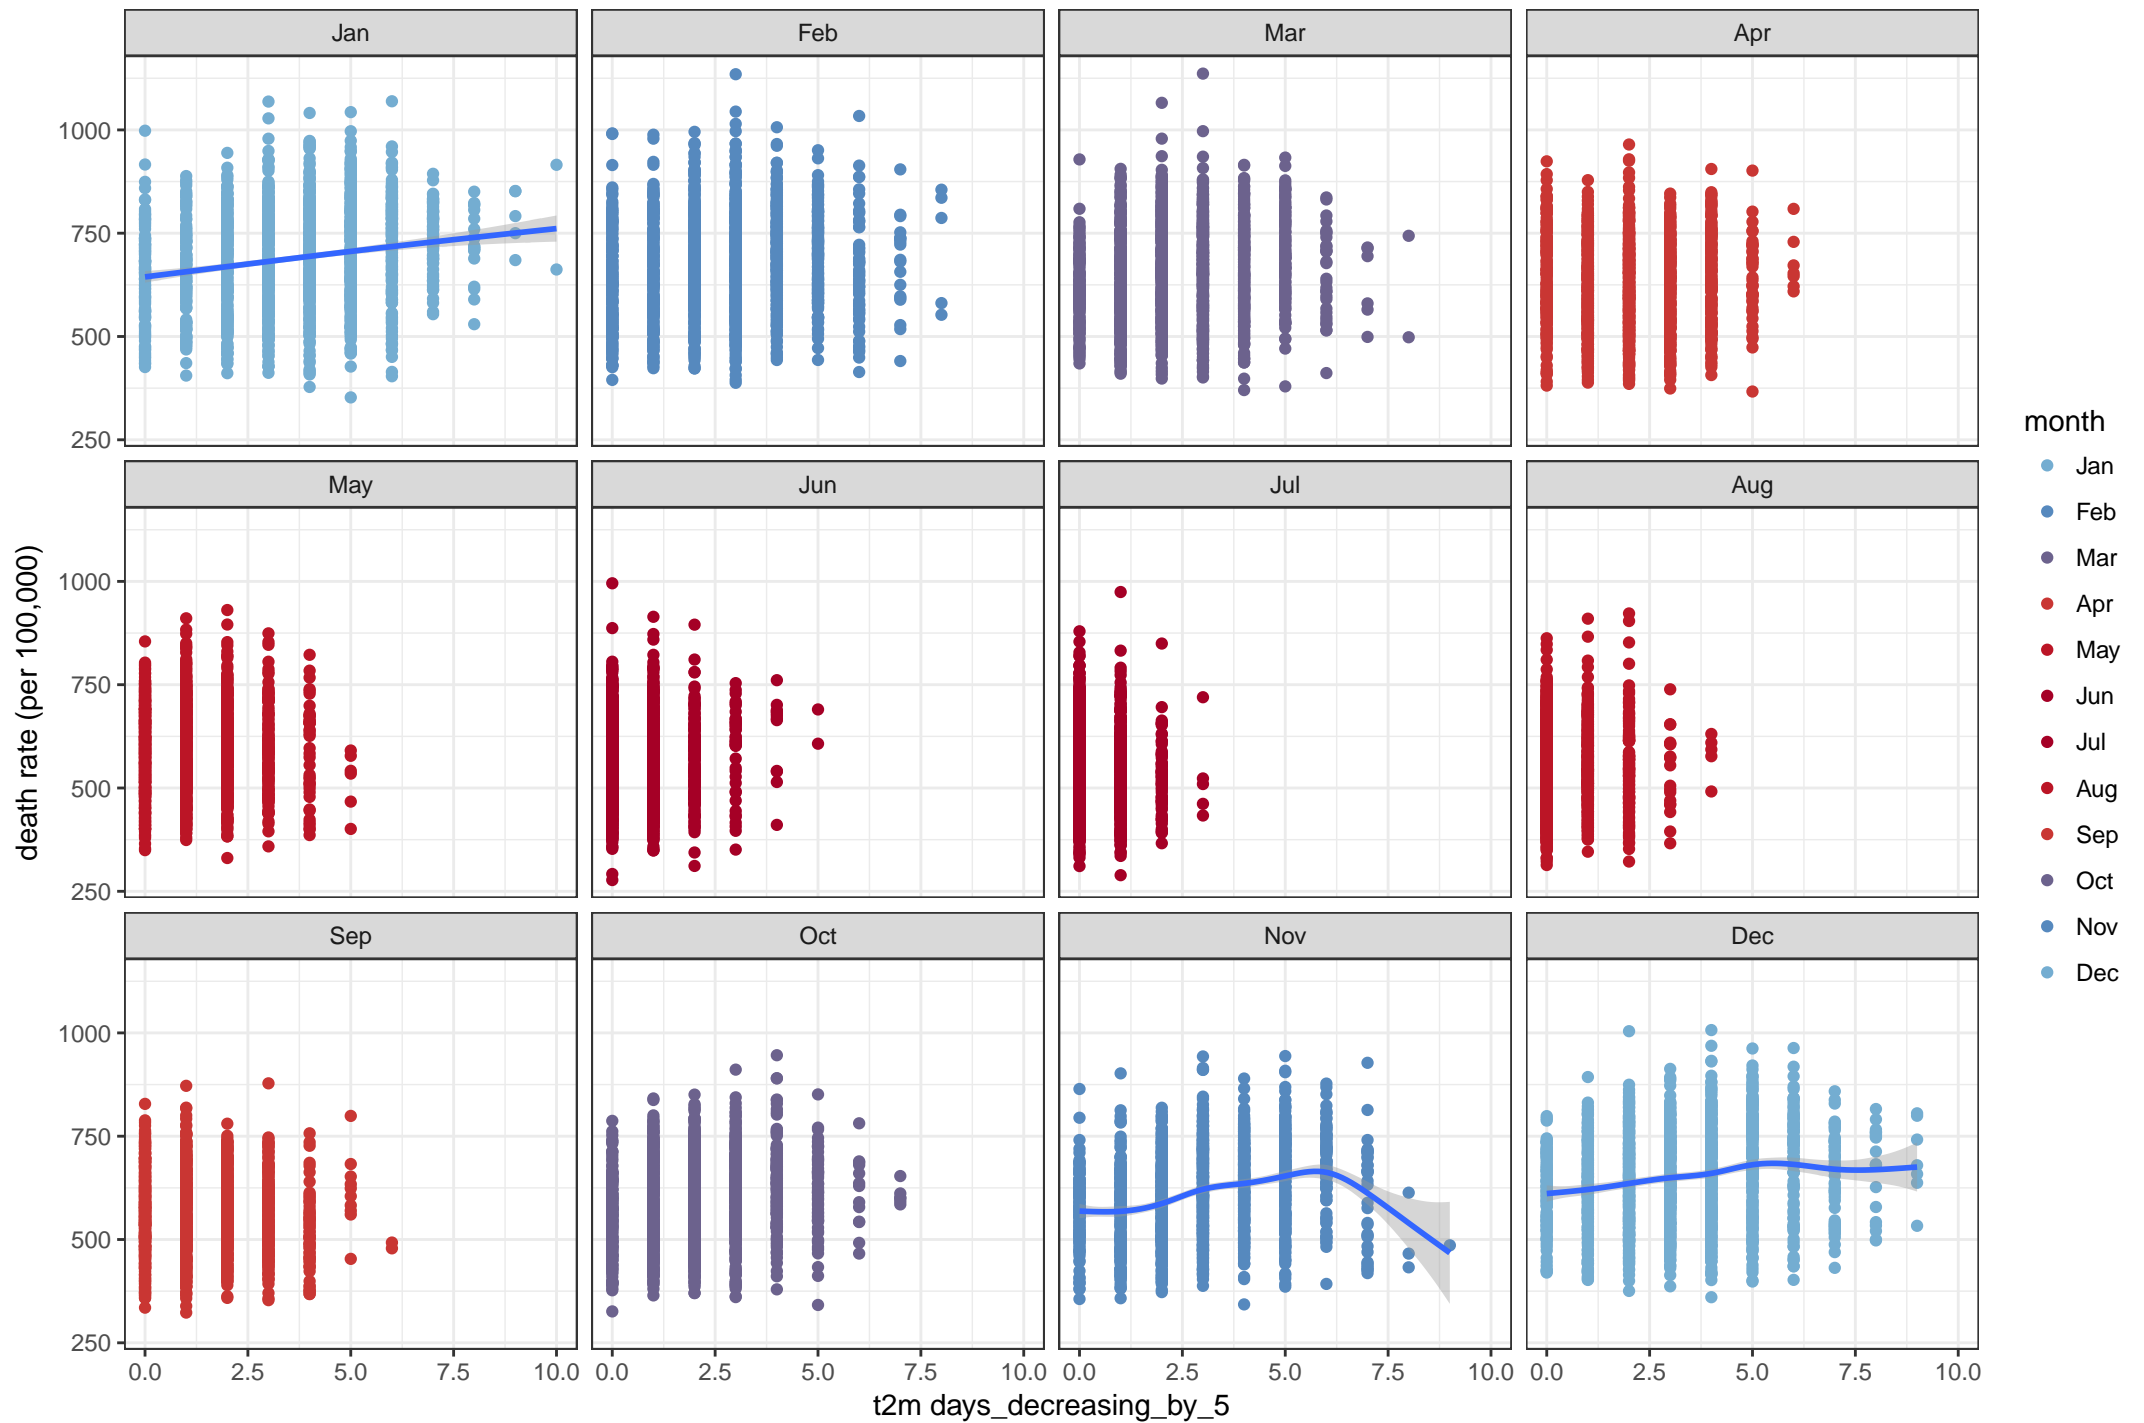 Jan Feb Mar Apr
1000
750
500
250
May Jun Jul Aug
1000
750
500
250
Sep Oct Nov Dec
1000
750
500
250
0.0 2.5 5.0 7.5 10.0 0.0 2.5 5.0 7.5 10.0 0.0 2.5 5.0 7.5 10.0 0.0 2.5 5.0 7.5 10.0
t2m days_decreasing_by_5
death rate (per 100,000)
month
Jan
Feb
Mar
Apr
May
Jun
Jul
Aug
Sep
Oct
Nov
Dec